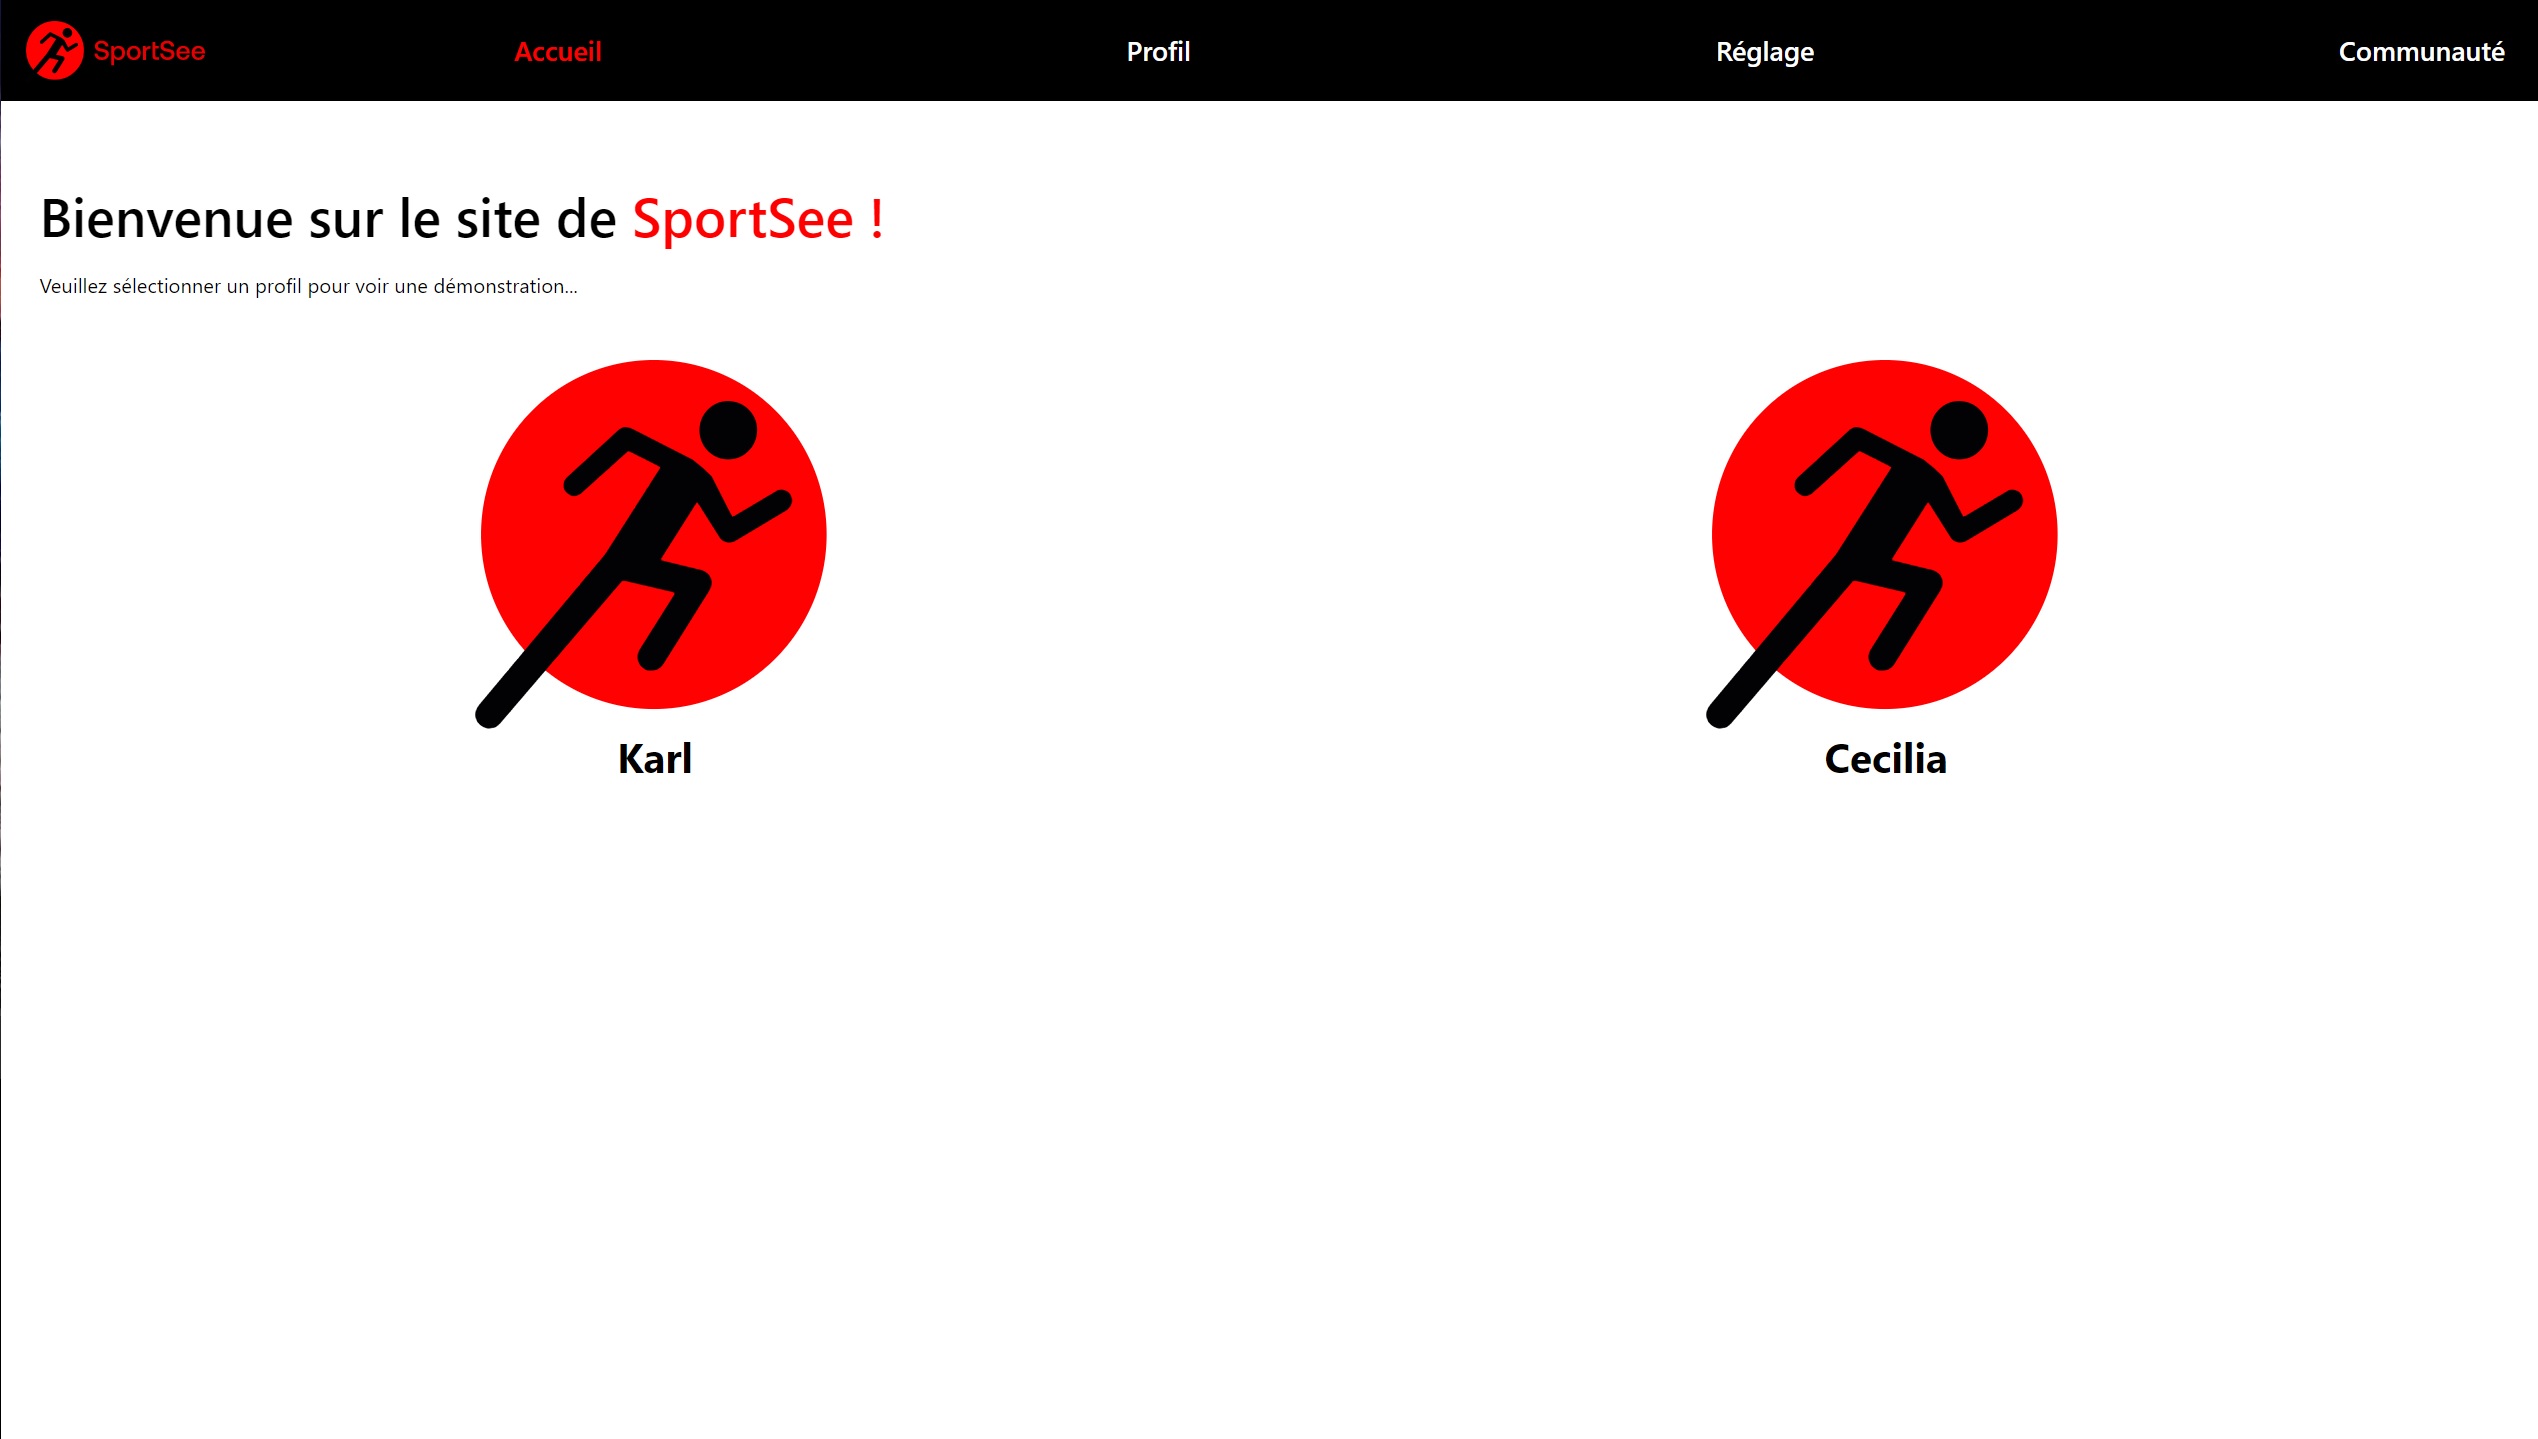 SportSee Accueil Profil Réglage Communauté
Bienvenue sur le site de SportSee !
Veuillez sélectionner un profil pour voir une démonstration...
Karl Cecilia